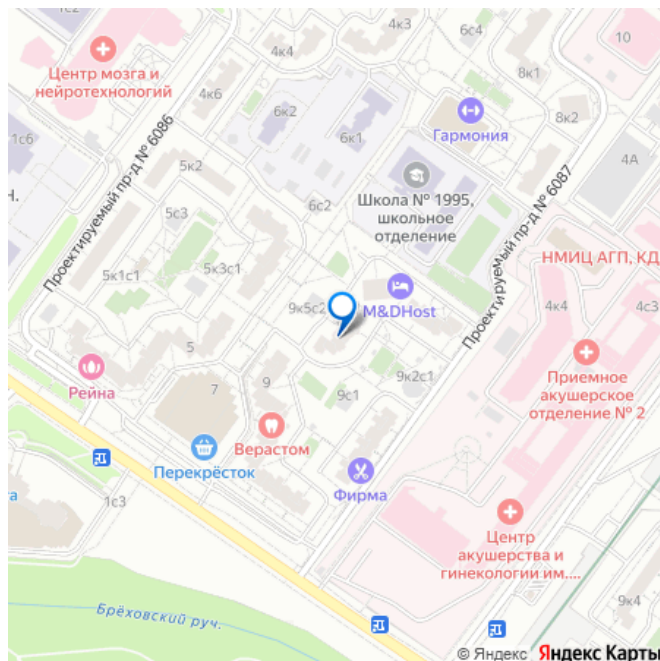 1с2
Центр мозга и
нейротехнологий
4к4
4к3
6с4
10
8к1
4к6
1с6
6к2
6к1
Гармония
8к2
4А
н.
Проектируемый пр-д № 6086
5к2
Школа № 1995,
школьное
отделение
Проектируемый пр-д № 6087
5с3
6с2
НМИЦ АГП, КД
5к1с1
5к3с1
9к5с2
M&DHost
4к4
4с3
5
Рейна
7
9
9с1
9к2с1
Приемное
акушерское
отделение № 2
Верастом
Перекрёсток
Фирма
а
1с3
Центр
акушерства и
гинекологии им....
9к4
Брёховский руч.
© Яндекс Яндекс Карты